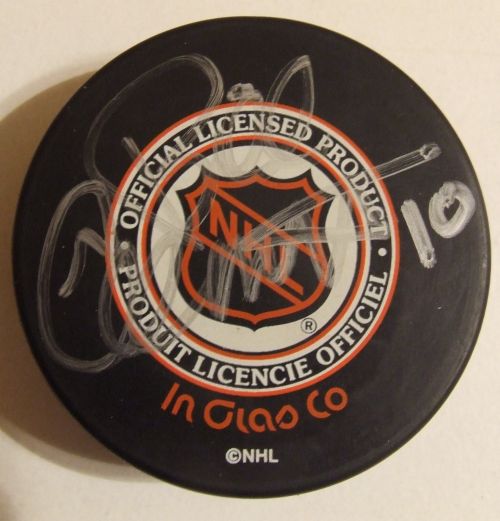 OFFICIAL LICENSED PRODUCT
NHL
®
• PRODUIT LICENCIE OFFICIEL •
In Glas Co
©NHL
10